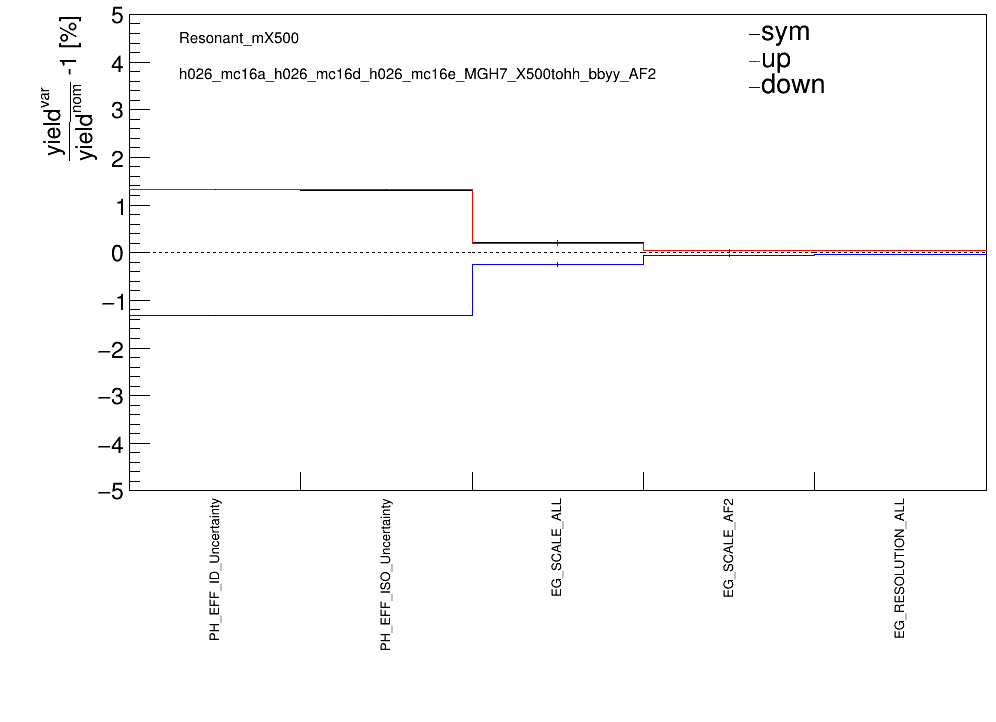 yield^var
yield^nom -1 [%]
5
4
3
2
1
0
−1
−2
−3
−4
−5
Resonant_mX500
h026_mc16a_h026_mc16d_h026_mc16e_MGH7_X500tohh_bbyy_AF2
sym
up
down
PH_EFF_ID_Uncertainty
PH_EFF_ISO_Uncertainty
EG_SCALE_ALL
EG_SCALE_AF2
EG_RESOLUTION_ALL